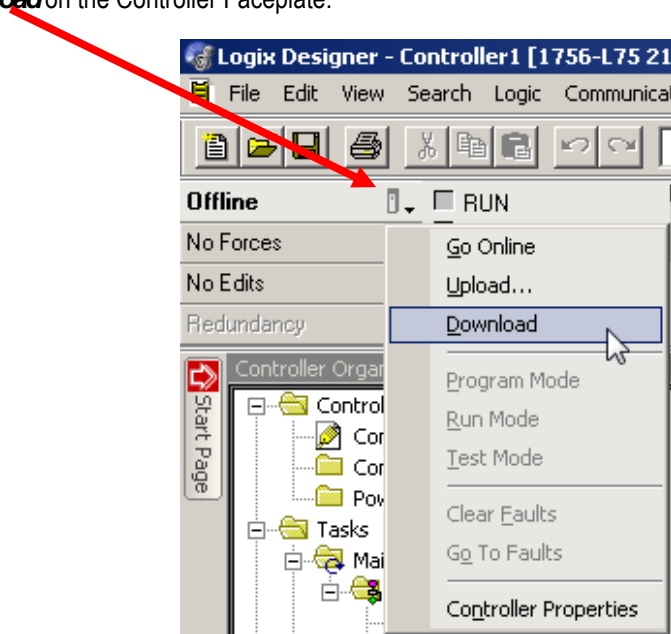 on the Controller Faceplate.
Logix Designer - Controller1 [1756-L75 21
File Edit View Search Logic
Offline
RUN
No Forces
No Edits
Redundancy
Go Online
Upload...
Download
Program Mode
Run Mode
Test Mode
Clear Faults
Go To Faults
Controller Properties
Start Page
Controller
Tasks